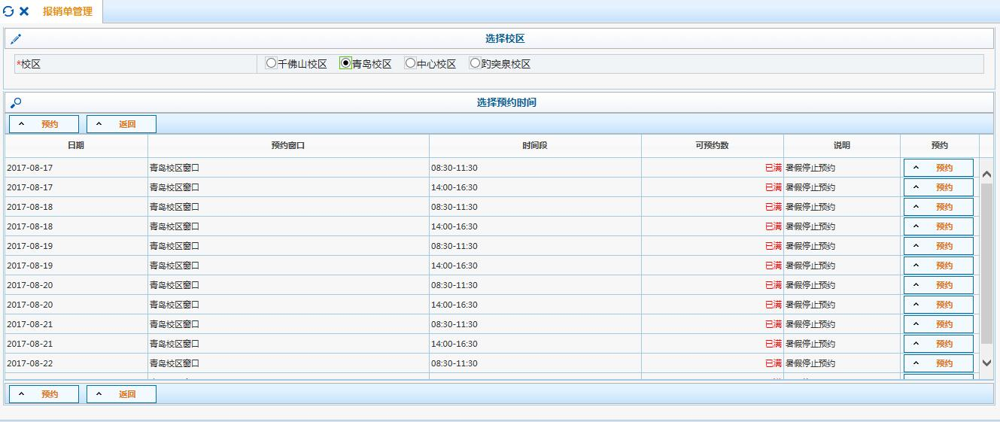 报销单管理
选择校区
*校区 千佛山校区 青岛校区 中心校区 趵突泉校区
选择预约时间
预约 返回
日期 预约窗口 时间段 可预约数 说明 预约
2017-08-17 青岛校区窗口 08:30-11:30 已满 暑假停止预约 预约
2017-08-17 青岛校区窗口 14:00-16:30 已满 暑假停止预约 预约
2017-08-18 青岛校区窗口 08:30-11:30 已满 暑假停止预约 预约
2017-08-18 青岛校区窗口 14:00-16:30 已满 暑假停止预约 预约
2017-08-19 青岛校区窗口 08:30-11:30 已满 暑假停止预约 预约
2017-08-19 青岛校区窗口 14:00-16:30 已满 暑假停止预约 预约
2017-08-20 青岛校区窗口 08:30-11:30 已满 暑假停止预约 预约
2017-08-20 青岛校区窗口 14:00-16:30 已满 暑假停止预约 预约
2017-08-21 青岛校区窗口 08:30-11:30 已满 暑假停止预约 预约
2017-08-21 青岛校区窗口 14:00-16:30 已满 暑假停止预约 预约
2017-08-22 青岛校区窗口 08:30-11:30 已满 暑假停止预约 预约
预约 返回